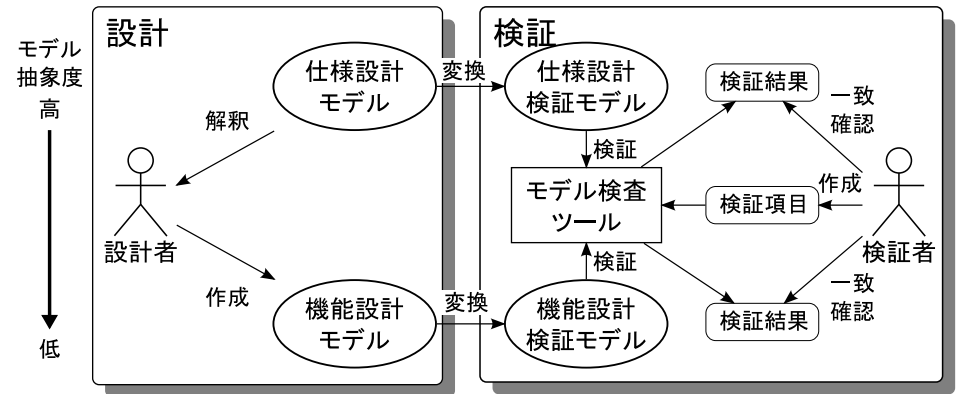 設計
検証
モデル
抽象度
高
低
仕様設計
モデル
変換
仕様設計
検証モデル
検証結果
一致
確認
解釈
検証
設計者
モデル検査
ツール
検証項目
作成
検証者
作成
検証
機能設計
モデル
変換
機能設計
検証モデル
検証結果
一致
確認